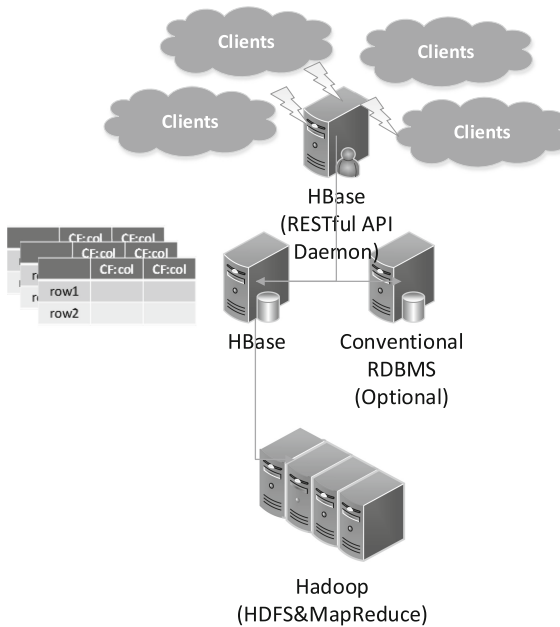 Clients
Clients
Clients
Clients
HBase
(RESTful API
Daemon)
CF:col CF:col
CF:col CF:col
CF:col CF:col
row1
row2
HBase
Conventional
RDBMS
(Optional)
Hadoop
(HDFS&MapReduce)